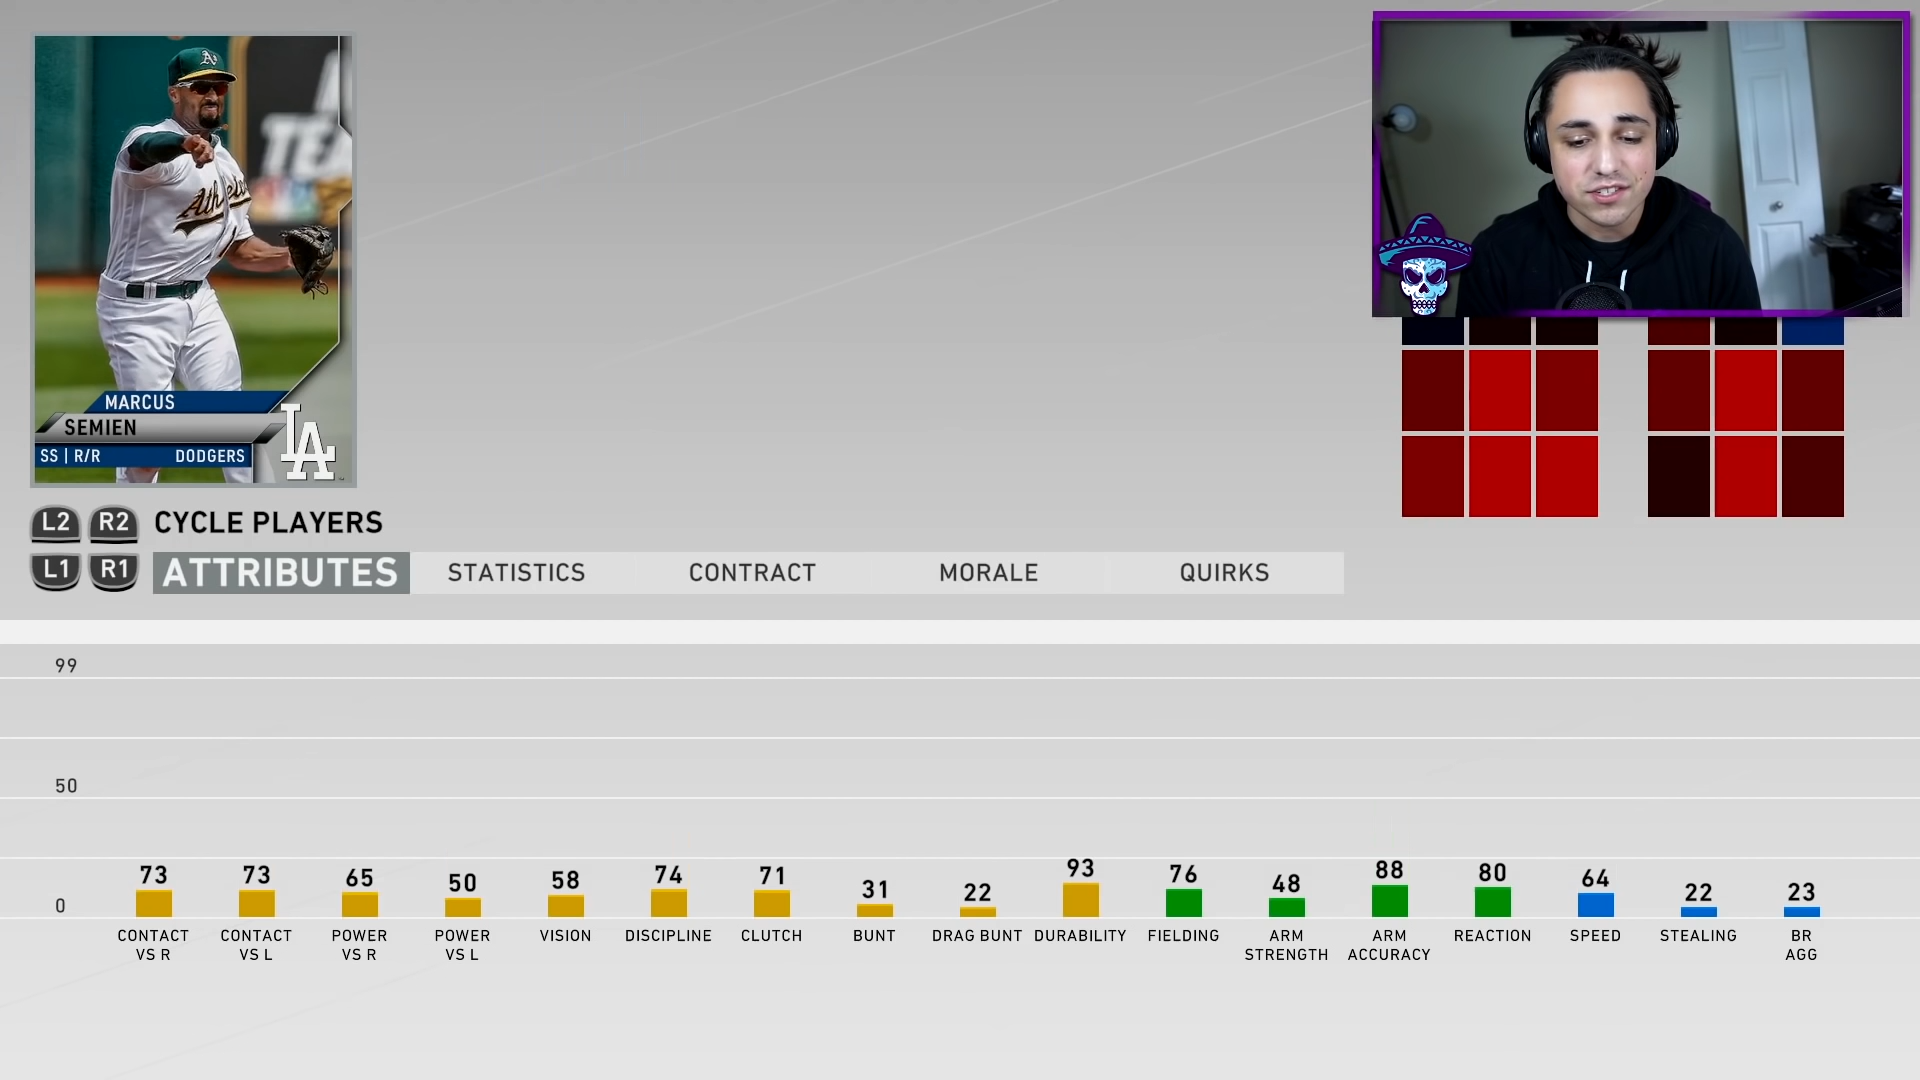 A's
TEA
Athletic
MARCUS
SEMIEN
SS | R/R DODGERS
LA
L2 R2 CYCLE PLAYERS
L1 R1 ATTRIBUTES STATISTICS CONTRACT MORALE QUIRKS
99
50
0
73 73 65 50 58 74 71 31 22 93 76 48 88 80 64 22 23
CONTACT VS R
CONTACT VS L
POWER VS R
POWER VS L
VISION
DISCIPLINE
CLUTCH
BUNT
DRAG BUNT
DURABILITY
FIELDING
ARM STRENGTH
ARM ACCURACY
REACTION
SPEED
STEALING
BR AGG